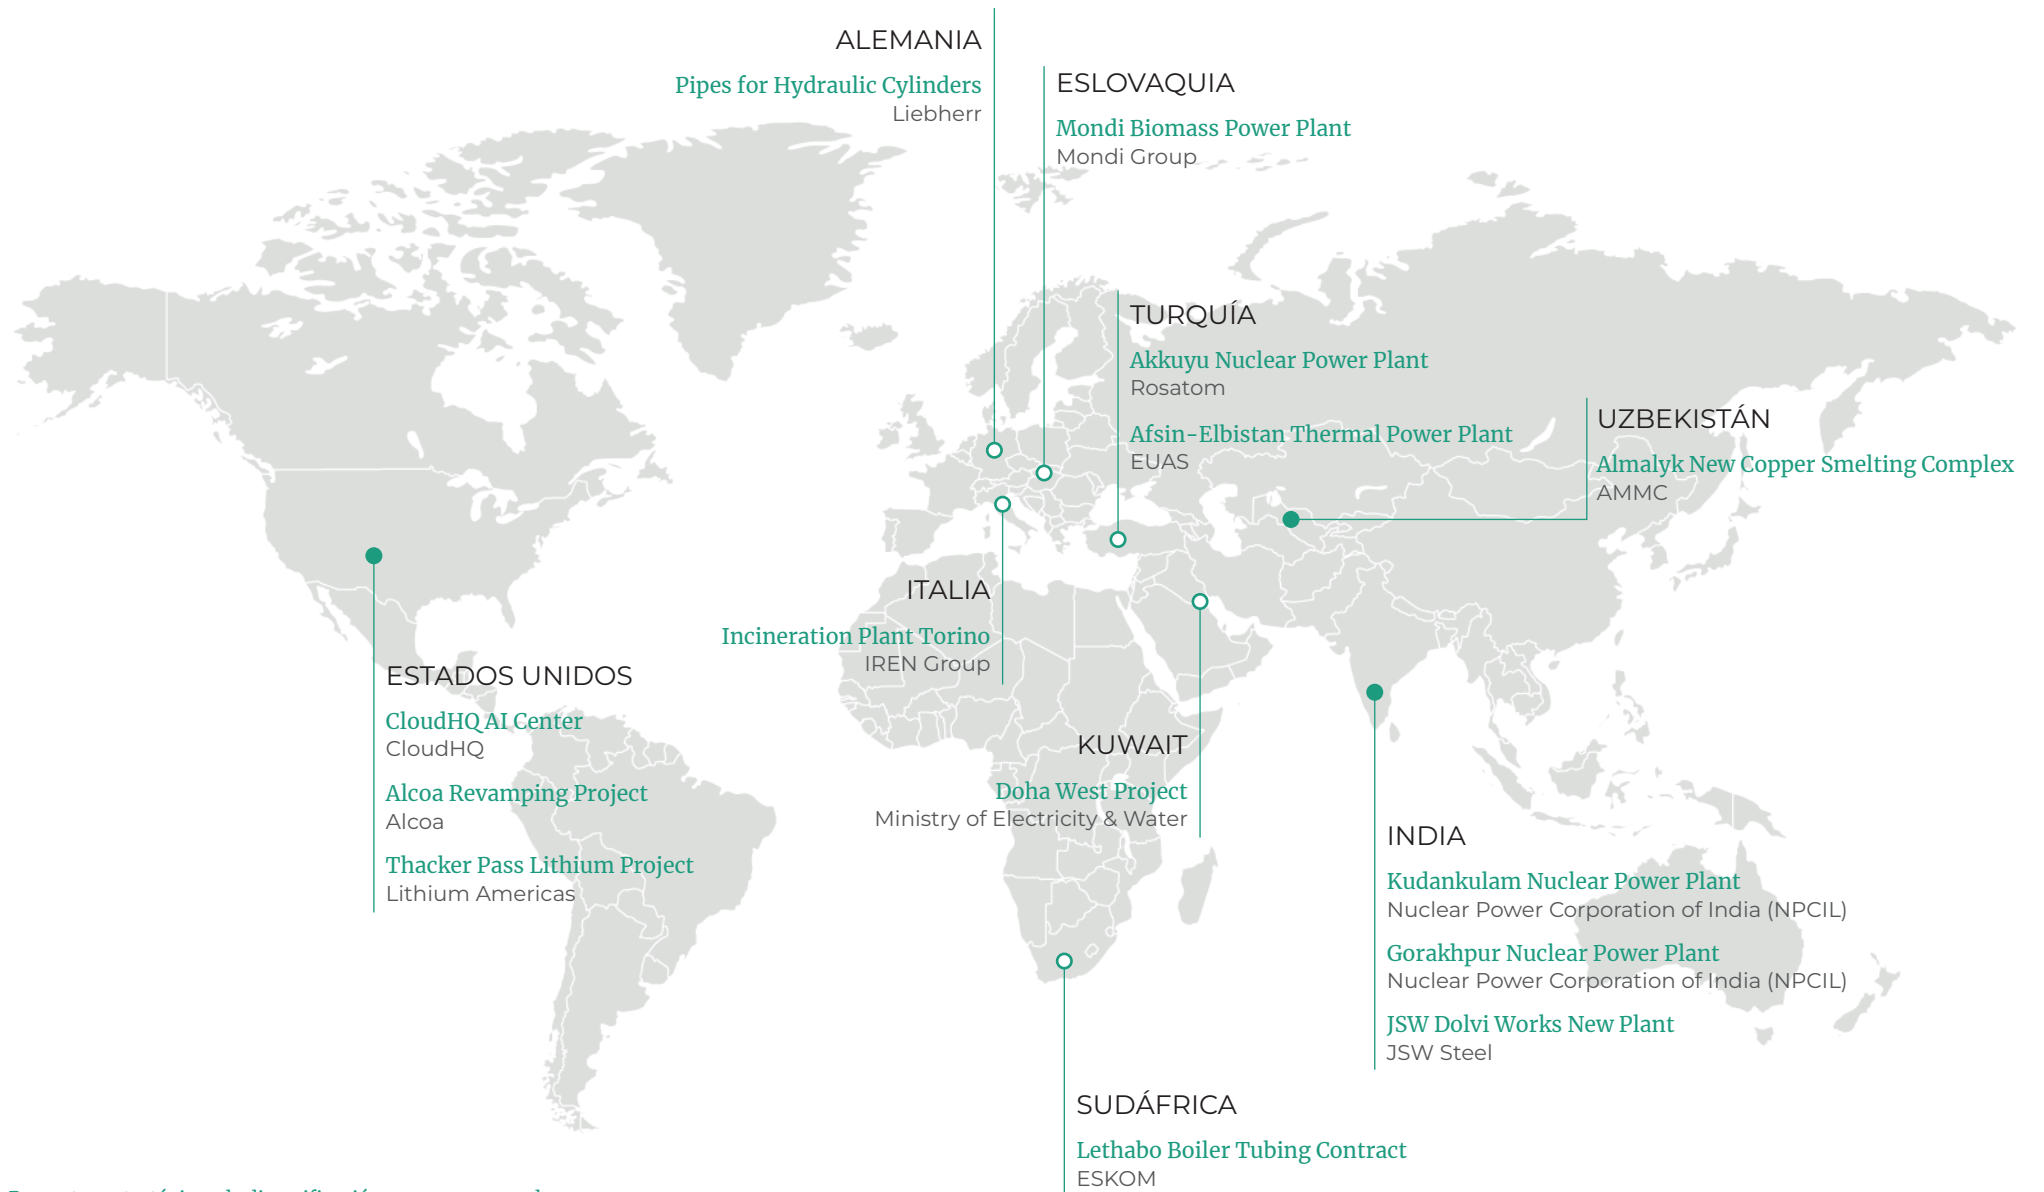 ALEMANIA
Pipes for Hydraulic Cylinders
Liebherr
ESLOVAQUIA
Mondi Biomass Power Plant
Mondi Group
TURQUÍA
Akkuyu Nuclear Power Plant
Rosatom
Afsin-Elbistan Thermal Power Plant
EUAS
UZBEKISTÁN
Almalyk New Copper Smelting Complex
AMMC
ITALIA
Incineration Plant Torino
IREN Group
ESTADOS UNIDOS
CloudHQ AI Center
CloudHQ
Alcoa Revamping Project
Alcoa
Thacker Pass Lithium Project
Lithium Americas
KUWAIT
Doha West Project
Ministry of Electricity & Water
INDIA
Kudankulam Nuclear Power Plant
Nuclear Power Corporation of India (NPCIL)
Gorakhpur Nuclear Power Plant
Nuclear Power Corporation of India (NPCIL)
JSW Dolvi Works New Plant
JSW Steel
SUDÁFRICA
Lethabo Boiler Tubing Contract
ESKOM